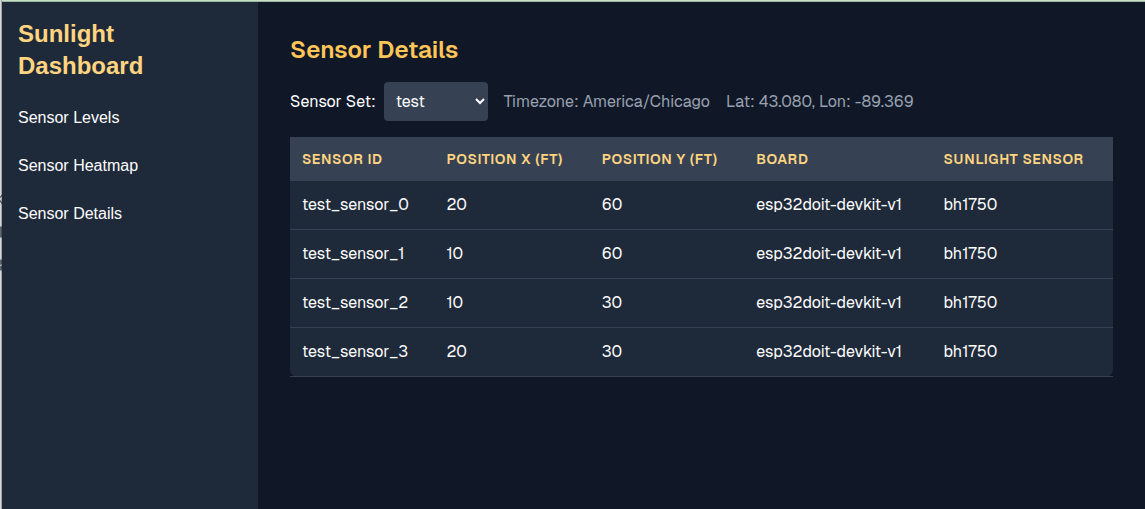 Sunlight
Dashboard
Sensor Levels
Sensor Heatmap
Sensor Details
Sensor Details
Sensor Set: test Timezone: America/Chicago Lat: 43.080, Lon: -89.369
SENSOR ID POSITION X (FT) POSITION Y (FT) BOARD SUNLIGHT SENSOR
test_sensor_0 20 60 esp32doit-devkit-v1 bh1750
test_sensor_1 10 60 esp32doit-devkit-v1 bh1750
test_sensor_2 10 30 esp32doit-devkit-v1 bh1750
test_sensor_3 20 30 esp32doit-devkit-v1 bh1750